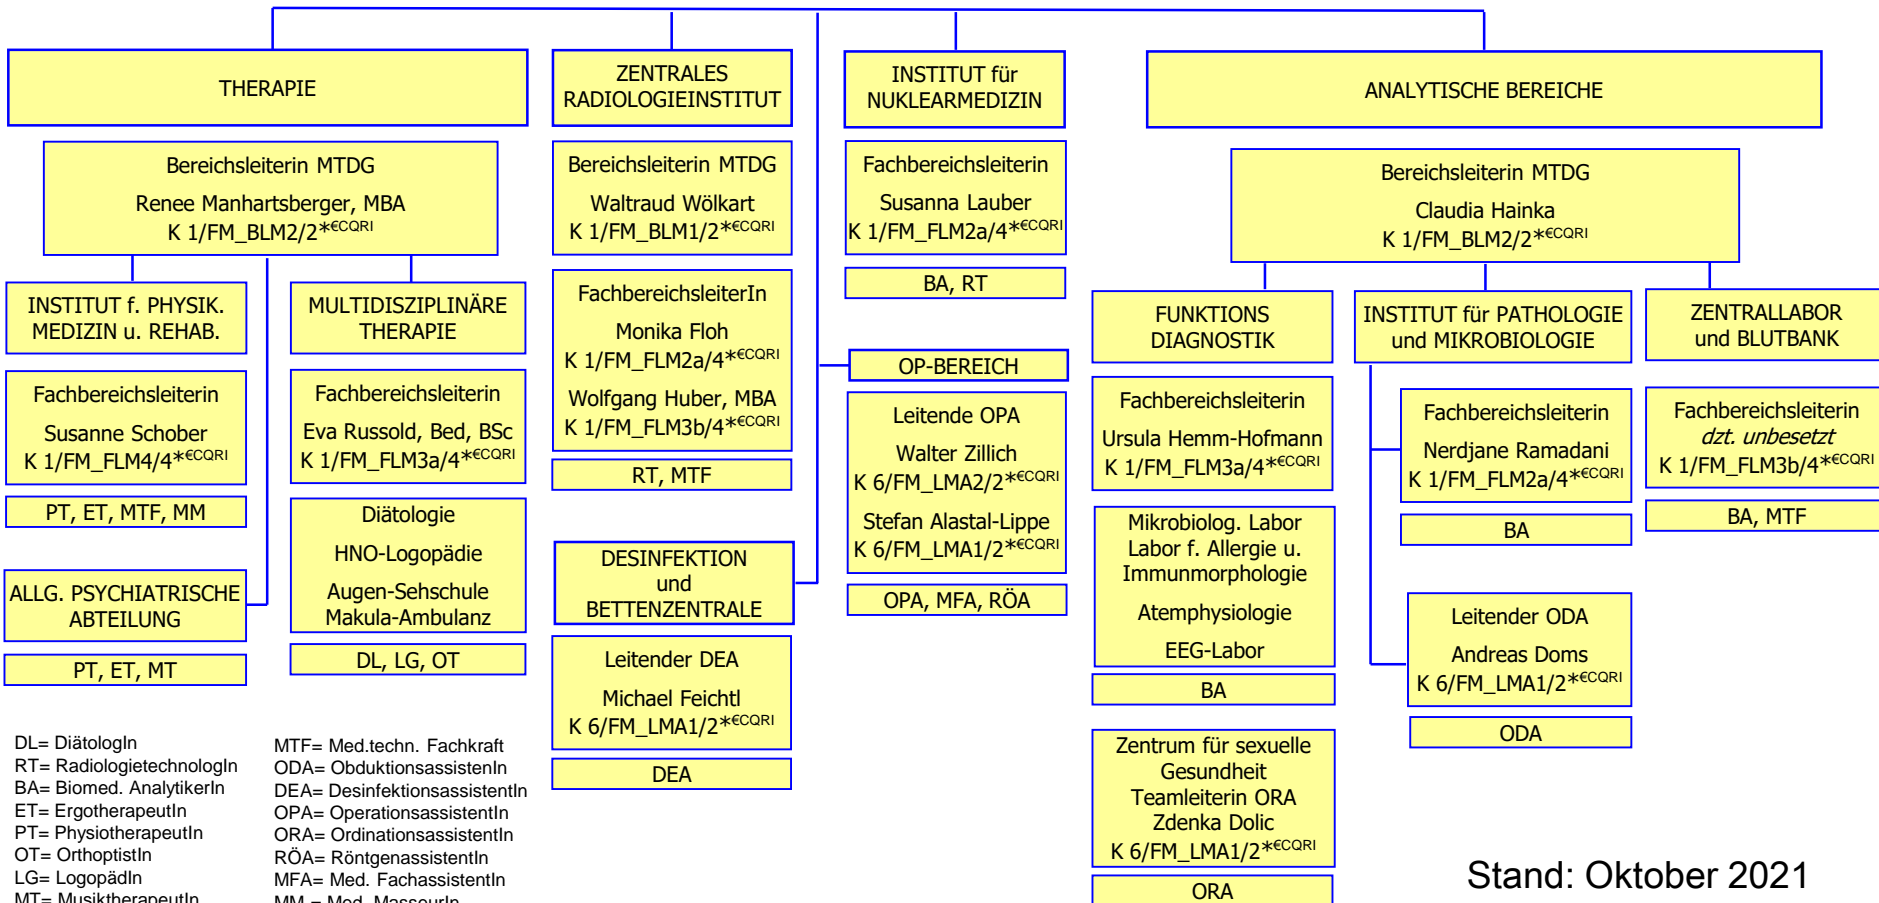 THERAPIE
Bereichsleiterin MTDG
Renee Manhartsberger, MBA
K 1/FM_BLM2/2*€CQRI
INSTITUT f. PHYSIK.
MEDIZIN u. REHAB.
Fachbereichsleiterin
Susanne Schober
K 1/FM_FLM4/4*€CQRI
PT, ET, MTF, MM
ALLG. PSYCHIATRISCHE
ABTEILUNG
PT, ET, MT
MULTIDISZIPLINÄRE
THERAPIE
Fachbereichsleiterin
Eva Russold, Bed, BSc
K 1/FM_FLM3a/4*€CQRI
Diätologie
HNO-Logopädie
Augen-Sehschule
Makula-Ambulanz
DL, LG, OT
ZENTRALES
RADIOLOGIEINSTITUT
Bereichsleiterin MTDG
Waltraud Wölkart
K 1/FM_BLM1/2*€CQRI
FachbereichsleiterIn
Monika Floh
K 1/FM_FLM2a/4*€CQRI
Wolfgang Huber, MBA
K 1/FM_FLM3b/4*€CQRI
RT, MTF
DESINFEKTION
und
BETTENZENTRALE
Leitender DEA
Michael Feichtl
K 6/FM_LMA1/2*€CQRI
DEA
INSTITUT für
NUKLEARMEDIZIN
Fachbereichsleiterin
Susanna Lauber
K 1/FM_FLM2a/4*€CQRI
BA, RT
OP-BEREICH
Leitende OPA
Walter Zillich
K 6/FM_LMA2/2*€CQRI
Stefan Alastal-Lippe
K 6/FM_LMA1/2*€CQRI
OPA, MFA, RÖA
ANALYTISCHE BEREICHE
Bereichsleiterin MTDG
Claudia Hainka
K 1/FM_BLM2/2*€CQRI
FUNKTIONS
DIAGNOSTIK
Fachbereichsleiterin
Ursula Hemm-Hofmann
K 1/FM_FLM3a/4*€CQRI
Mikrobiolog. Labor
Labor f. Allergie u.
Immunmorphologie
Atemphysiologie
EEG-Labor
BA
Zentrum für sexuelle
Gesundheit
Teamleiterin ORA
Zdenka Dolic
K 6/FM_LMA1/2*€CQRI
ORA
INSTITUT für PATHOLOGIE
und MIKROBIOLOGIE
Fachbereichsleiterin
Nerdjane Ramadani
K 1/FM_FLM2a/4*€CQRI
BA
Leitender ODA
Andreas Doms
K 6/FM_LMA1/2*€CQRI
ODA
ZENTRALLABOR
und BLUTBANK
Fachbereichsleiterin
dzt. unbesetzt
K 1/FM_FLM3b/4*€CQRI
BA, MTF
DL= DiätologIn
RT= RadiologietechnologIn
BA= Biomed. AnalytikerIn
ET= ErgotherapeutIn
PT= PhysiotherapeutIn
OT= OrthoptistIn
LG= LogopädIn
MT= MusiktherapeutIn
MTF= Med.techn. Fachkraft
ODA= ObduktionsassistenIn
DEA= DesinfektionsassistentIn
OPA= OperationsassistentIn
ORA= OrdinationsassistentIn
RÖA= RöntgenassistentIn
MFA= Med. FachassistentIn
MM = Med. MasseurIn
Stand: Oktober 2021